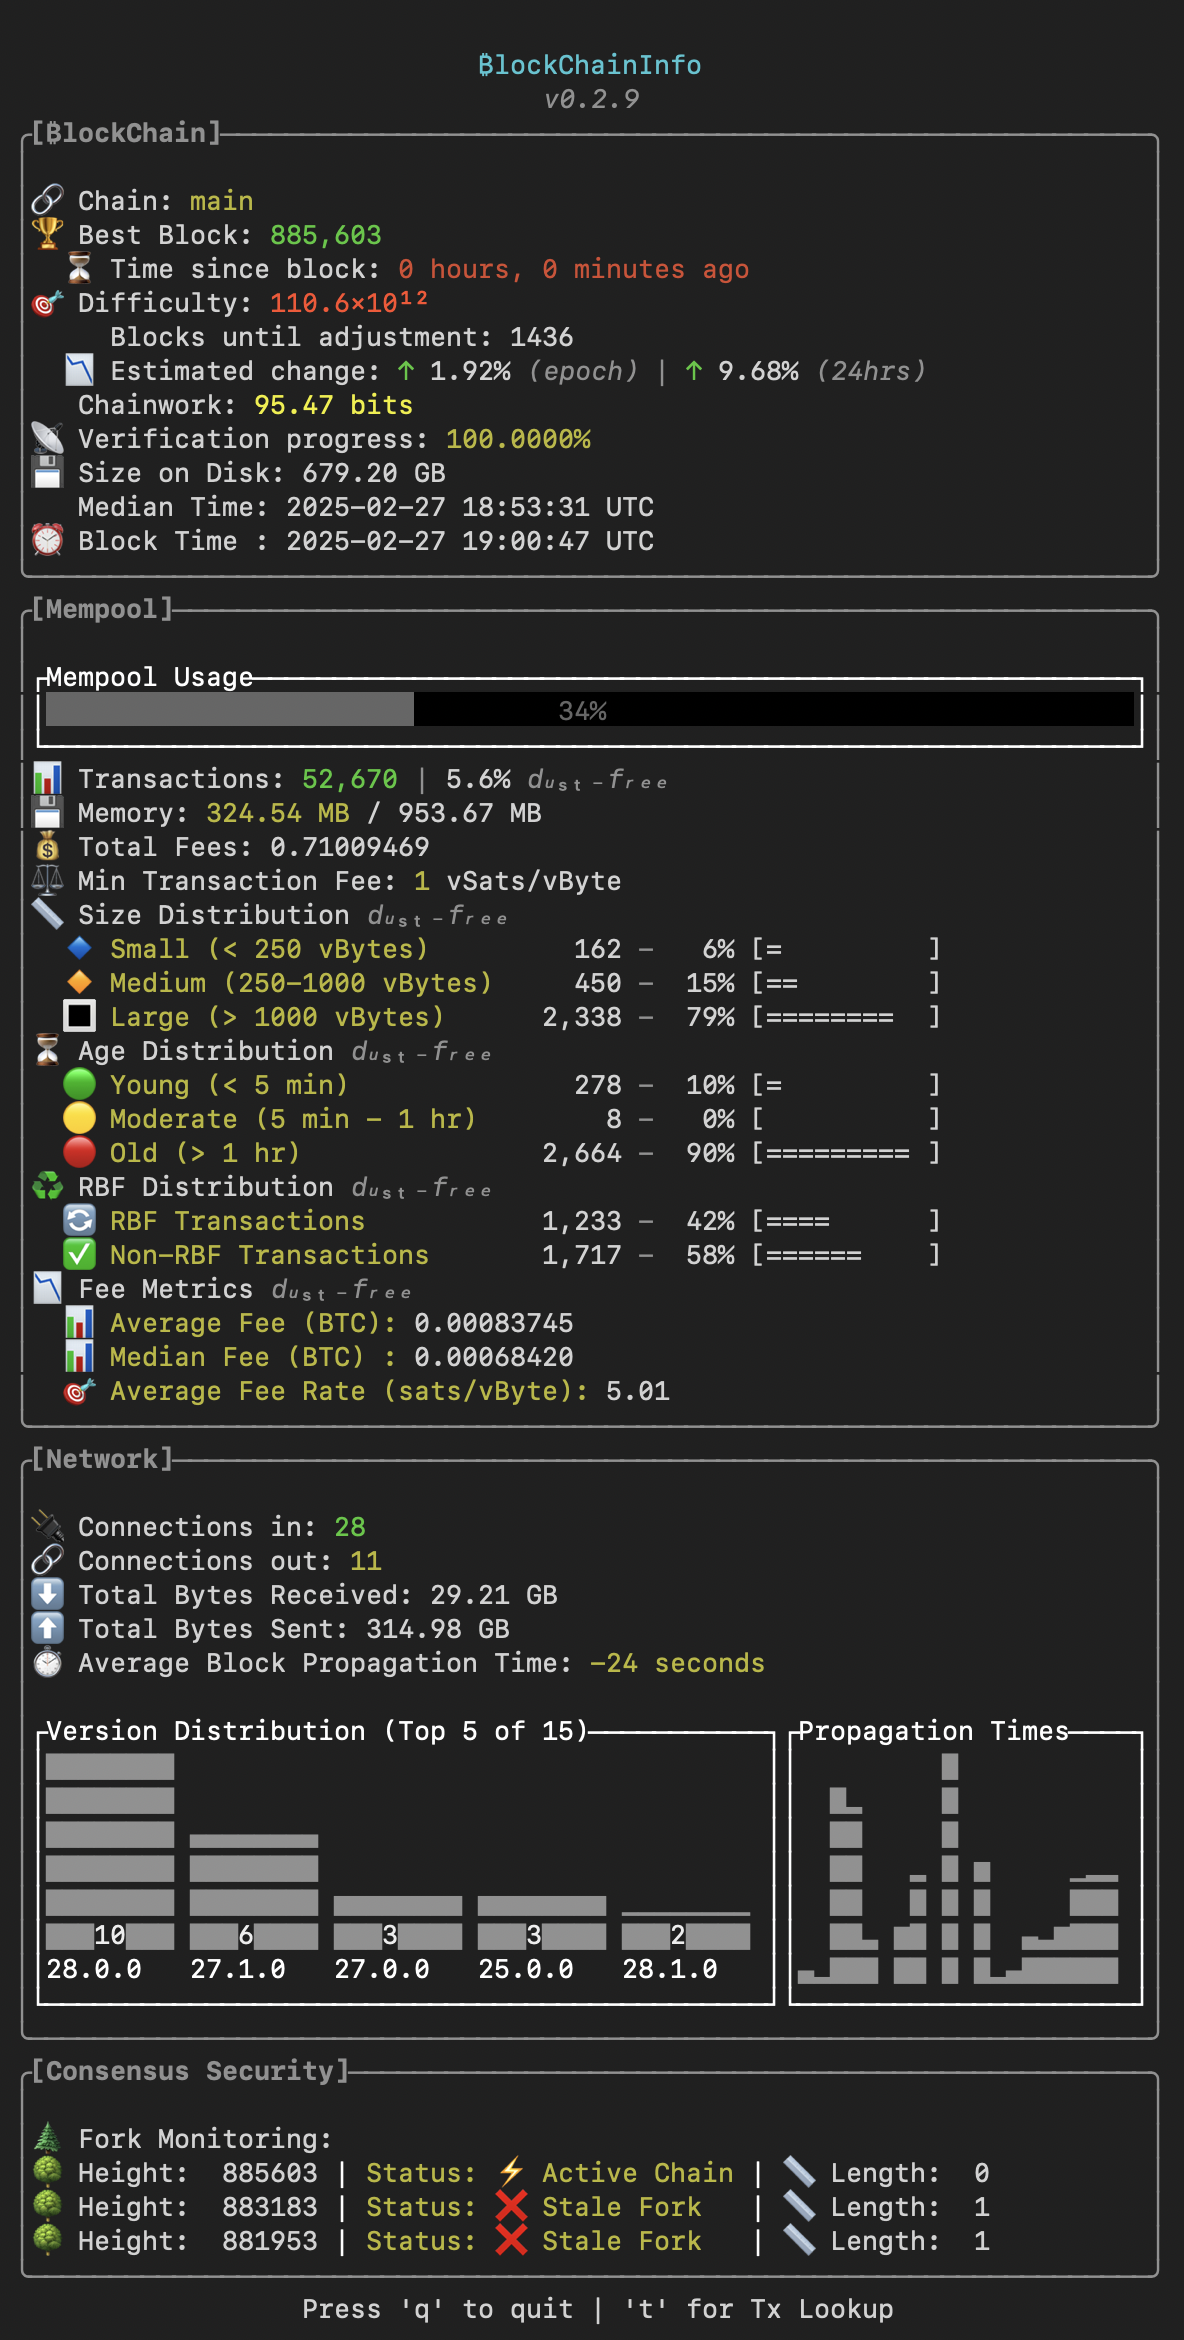 ₿lockChainInfo
v0.2.9
[₿lockChain]
🔗 Chain: main
🏆 Best Block: 885,603
⏳ Time since block: 0 hours, 0 minutes ago
🎯 Difficulty: 110.6×10¹²
Blocks until adjustment: 1436
📉 Estimated change: ↑ 1.92% (epoch) | ↑ 9.68% (24hrs)
Chainwork: 95.47 bits
📡 Verification progress: 100.0000%
💾 Size on Disk: 679.20 GB
Median Time: 2025-02-27 18:53:31 UTC
⏰ Block Time : 2025-02-27 19:00:47 UTC
[Mempool]
Mempool Usage
34%
📊 Transactions: 52,670 | 5.6% dust-free
💾 Memory: 324.54 MB / 953.67 MB
💰 Total Fees: 0.71009469
⚖️ Min Transaction Fee: 1 vSats/vByte
📏 Size Distribution dust-free
🔹 Small (< 250 vBytes) 162 - 6% [= ]
🔸 Medium (250-1000 vBytes) 450 - 15% [== ]
🔳 Large (> 1000 vBytes) 2,338 - 79% [======== ]
⏳ Age Distribution dust-free
🟢 Young (< 5 min) 278 - 10% [= ]
🟡 Moderate (5 min - 1 hr) 8 - 0% [ ]
🔴 Old (> 1 hr) 2,664 - 90% [========= ]
♻️ RBF Distribution dust-free
🔄 RBF Transactions 1,233 - 42% [==== ]
✅ Non-RBF Transactions 1,717 - 58% [====== ]
📉 Fee Metrics dust-free
📊 Average Fee (BTC): 0.00083745
📊 Median Fee (BTC) : 0.00068420
🎯 Average Fee Rate (sats/vByte): 5.01
[Network]
🔌 Connections in: 28
🔗 Connections out: 11
⬇️ Total Bytes Received: 29.21 GB
⬆️ Total Bytes Sent: 314.98 GB
⏱️ Average Block Propagation Time: -24 seconds
Version Distribution (Top 5 of 15) Propagation Times
10 6 3 3 2
28.0.0 27.1.0 27.0.0 25.0.0 28.1.0
[Consensus Security]
🌲 Fork Monitoring:
🌳 Height: 885603 | Status: ⚡ Active Chain | 📏 Length: 0
🌳 Height: 883183 | Status: ❌ Stale Fork | 📏 Length: 1
🌳 Height: 881953 | Status: ❌ Stale Fork | 📏 Length: 1
Press 'q' to quit | 't' for Tx Lookup